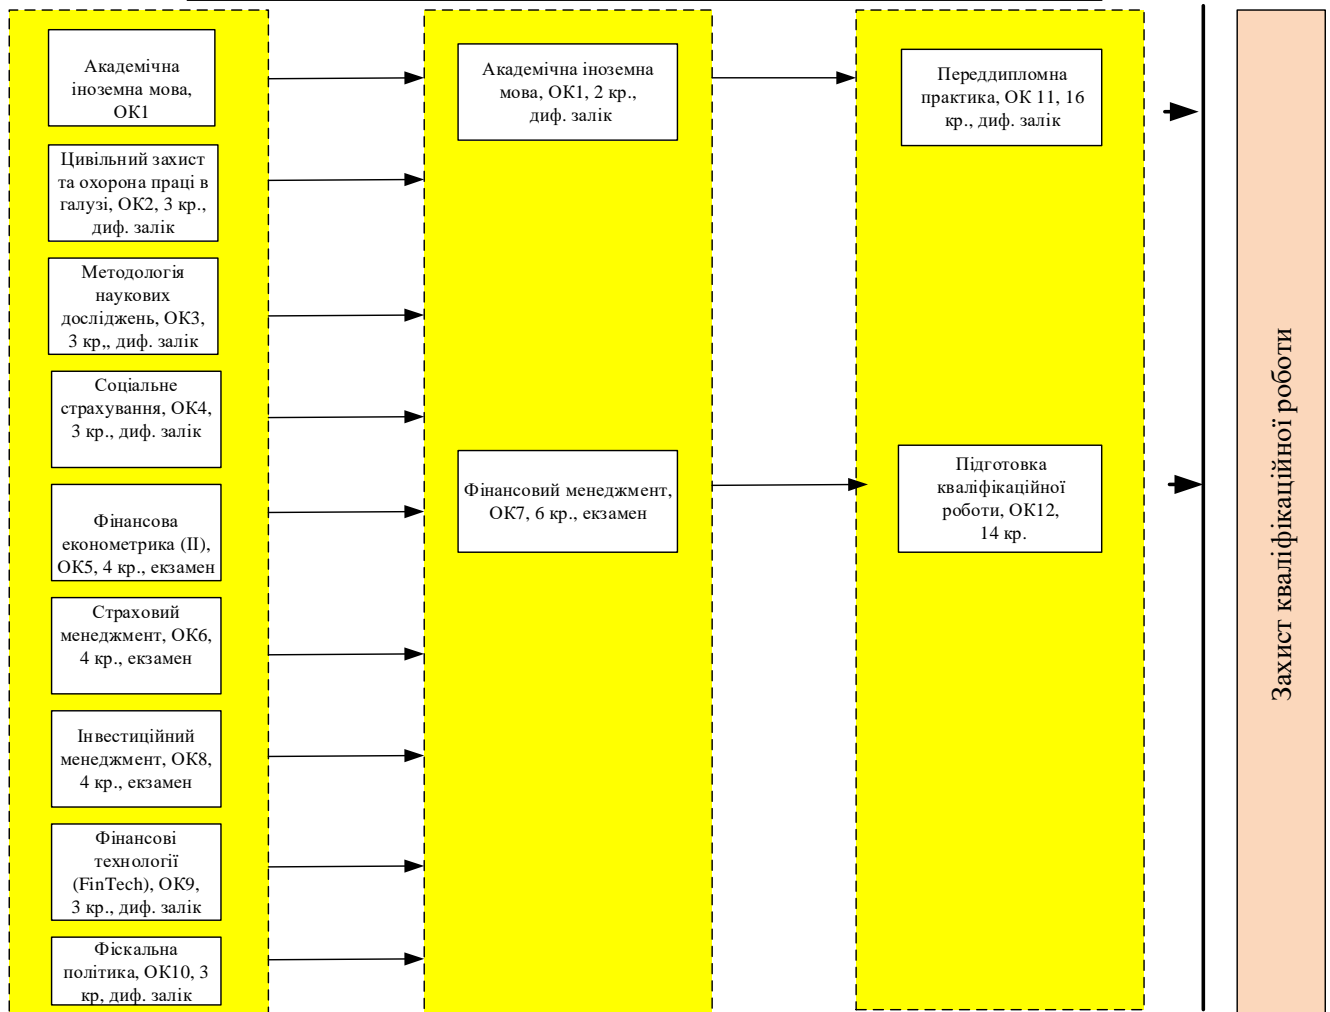 Академічна
іноземна мова,
ОК1
Цивільний захист
та охорона праці в
галузі, ОК2, 3 кр.,
диф. залік
Методологія
наукових
досліджень, ОК3,
3 кр,, диф. залік
Соціальне
страхування, ОК4,
3 кр., диф. залік
Фінансова
економетрика (ІІ),
ОК5, 4 кр., екзамен
Страховий
менеджмент, ОК6,
4 кр., екзамен
Інвестиційний
менеджмент, ОК8,
4 кр., екзамен
Фінансові
технології
(FinTech), ОК9,
3 кр., диф. залік
Фіскальна
політика, ОК10, 3
кр, диф. залік
Академічна іноземна
мова, ОК1, 2 кр.,
диф. залік
Фінансовий менеджмент,
ОК7, 6 кр., екзамен
Переддипломна
практика, ОК 11, 16
кр., диф. залік
Підготовка
кваліфікаційної
роботи, ОК12,
14 кр.
Захист кваліфікаційної роботи